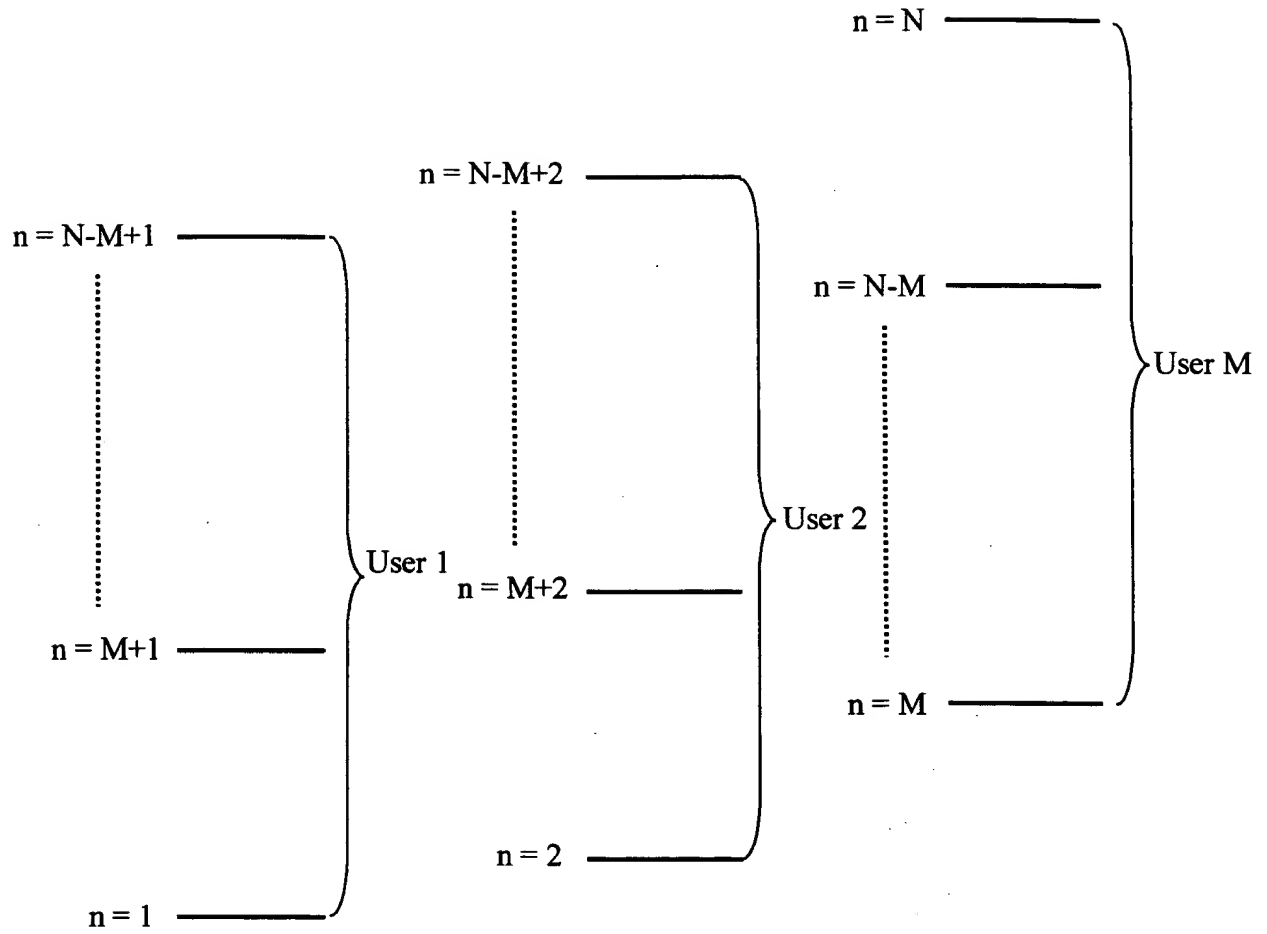 n = N
n = N-M+2
n = N-M+1
n = N-M
User M
User 2
User 1
n = M+2
n = M+1
n = M
n = 2
n = 1